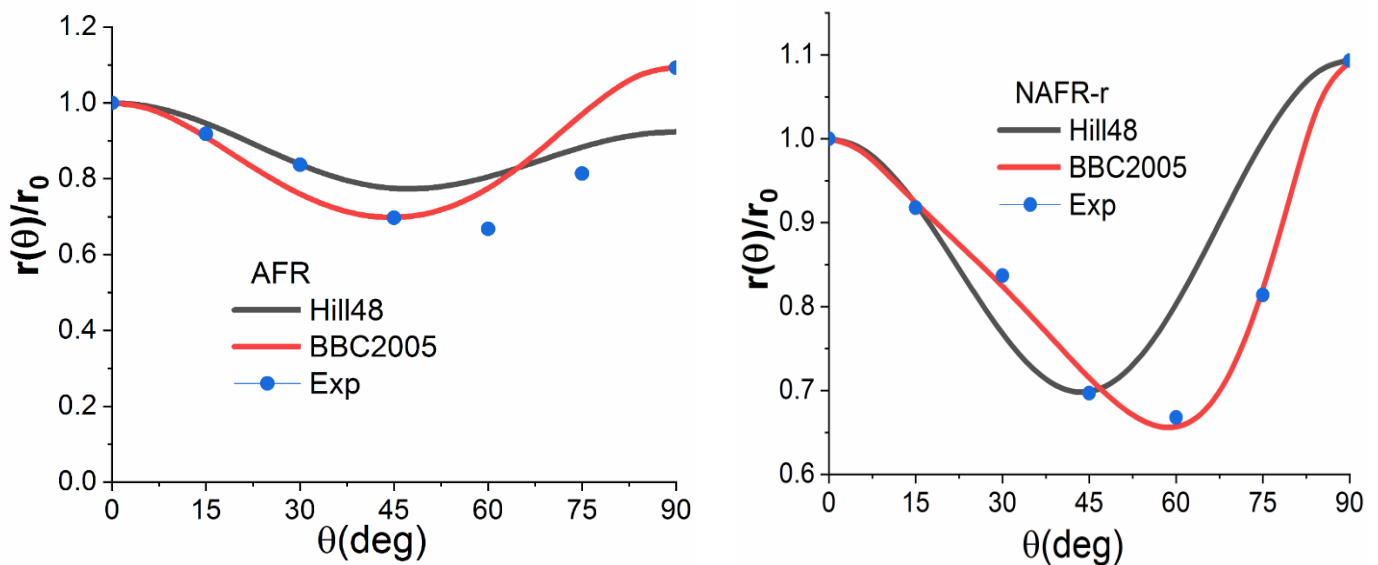 1.2
1.0
0.8
0.6
0.4
0.2
0.0
r(θ)/r0
AFR
Hill48
BBC2005
Exp
0 15 30 45 60 75 90
θ(deg)
1.1
1.0
0.9
0.8
0.7
0.6
r(θ)/r0
NAFR-r
Hill48
BBC2005
Exp
0 15 30 45 60 75 90
θ(deg)